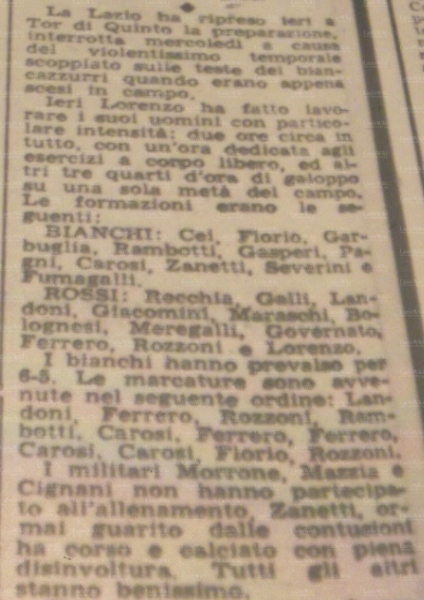 La Lazio ha ripreso ieri a
Tor di Quinto la preparazione,
interrotta mercoledì a causa
del violentissimo temporale
scoppiato sulle teste dei bian-
cazzurri quando erano appena
scesi in campo.
Ieri Lorenzo ha fatto lavo-
rare i suoi uomini con partico-
lare intensità: due ore circa in
tutto, con un'ora dedicata agli
esercizi a corpo libero, ed al-
tri tre quarti d'ora di galoppo
su una sola metà del campo.
Le formazioni erano le se-
guenti:
BIANCHI: Cei, Fiorio, Gar-
buglia, Rambotti, Gasperi, Pa-
gni, Carosi, Zanetti, Severini e
Fumagalli.
ROSSI: Recchia, Galli, Lan-
doni, Giacomini, Maraschi, Bo-
lognesi, Meregalli, Governato,
Ferrero, Rozzoni e Lorenzo.
I bianchi hanno prevalso per
6-5. Le marcature sono avve-
nute nel seguente ordine: Lan-
doni, Ferrero, Rozzoni, Ram-
botti, Carosi, Ferrero, Ferrero,
Carosi, Carosi, Fiorio, Rozzoni.
I militari Morrone, Mazzia e
Cignani non hanno partecipa-
to all'allenamento. Zanetti, or-
mai guarito dalle contusioni
ha corso e calciato con piena
disinvoltura. Tutti gli altri
stanno benissimo.